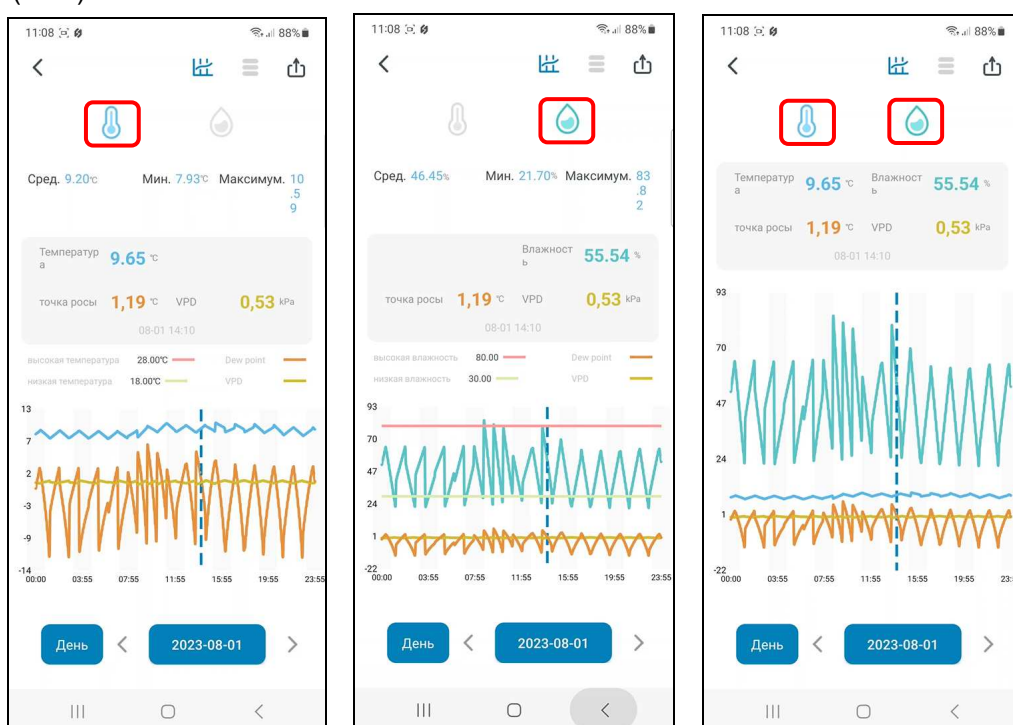 11:08 88%
Сред. 9.20℃ Мин. 7.93℃ Максимум. 10
.5
9
Температур
а 9.65 ℃
точка росы 1,19 ℃ VPD 0,53 kPa
08-01 14:10
высокая температура 28.00℃ Dew point
низкая температура 18.00℃ VPD
13
7
2
-3
-9
-14
00:00 03:55 07:55 11:55 15:55 19:55 23:55
День 2023-08-01
11:08 88%
Сред. 46.45% Мин. 21.70% Максимум. 83
.8
2
Влажност
ь 55.54 %
точка росы 1,19 ℃ VPD 0,53 kPa
08-01 14:10
высокая влажность 80.00 Dew point
низкая влажность 30.00 VPD
93
70
47
24
1
-22
00:00 03:55 07:55 11:55 15:55 19:55 23:55
День 2023-08-01
11:08 88%
Температур
а 9.65 ℃ Влажност
ь 55.54 %
точка росы 1,19 ℃ VPD 0,53 kPa
08-01 14:10
93
70
47
24
1
-22
00:00 03:55 07:55 11:55 15:55 19:55
День 2023-08-01